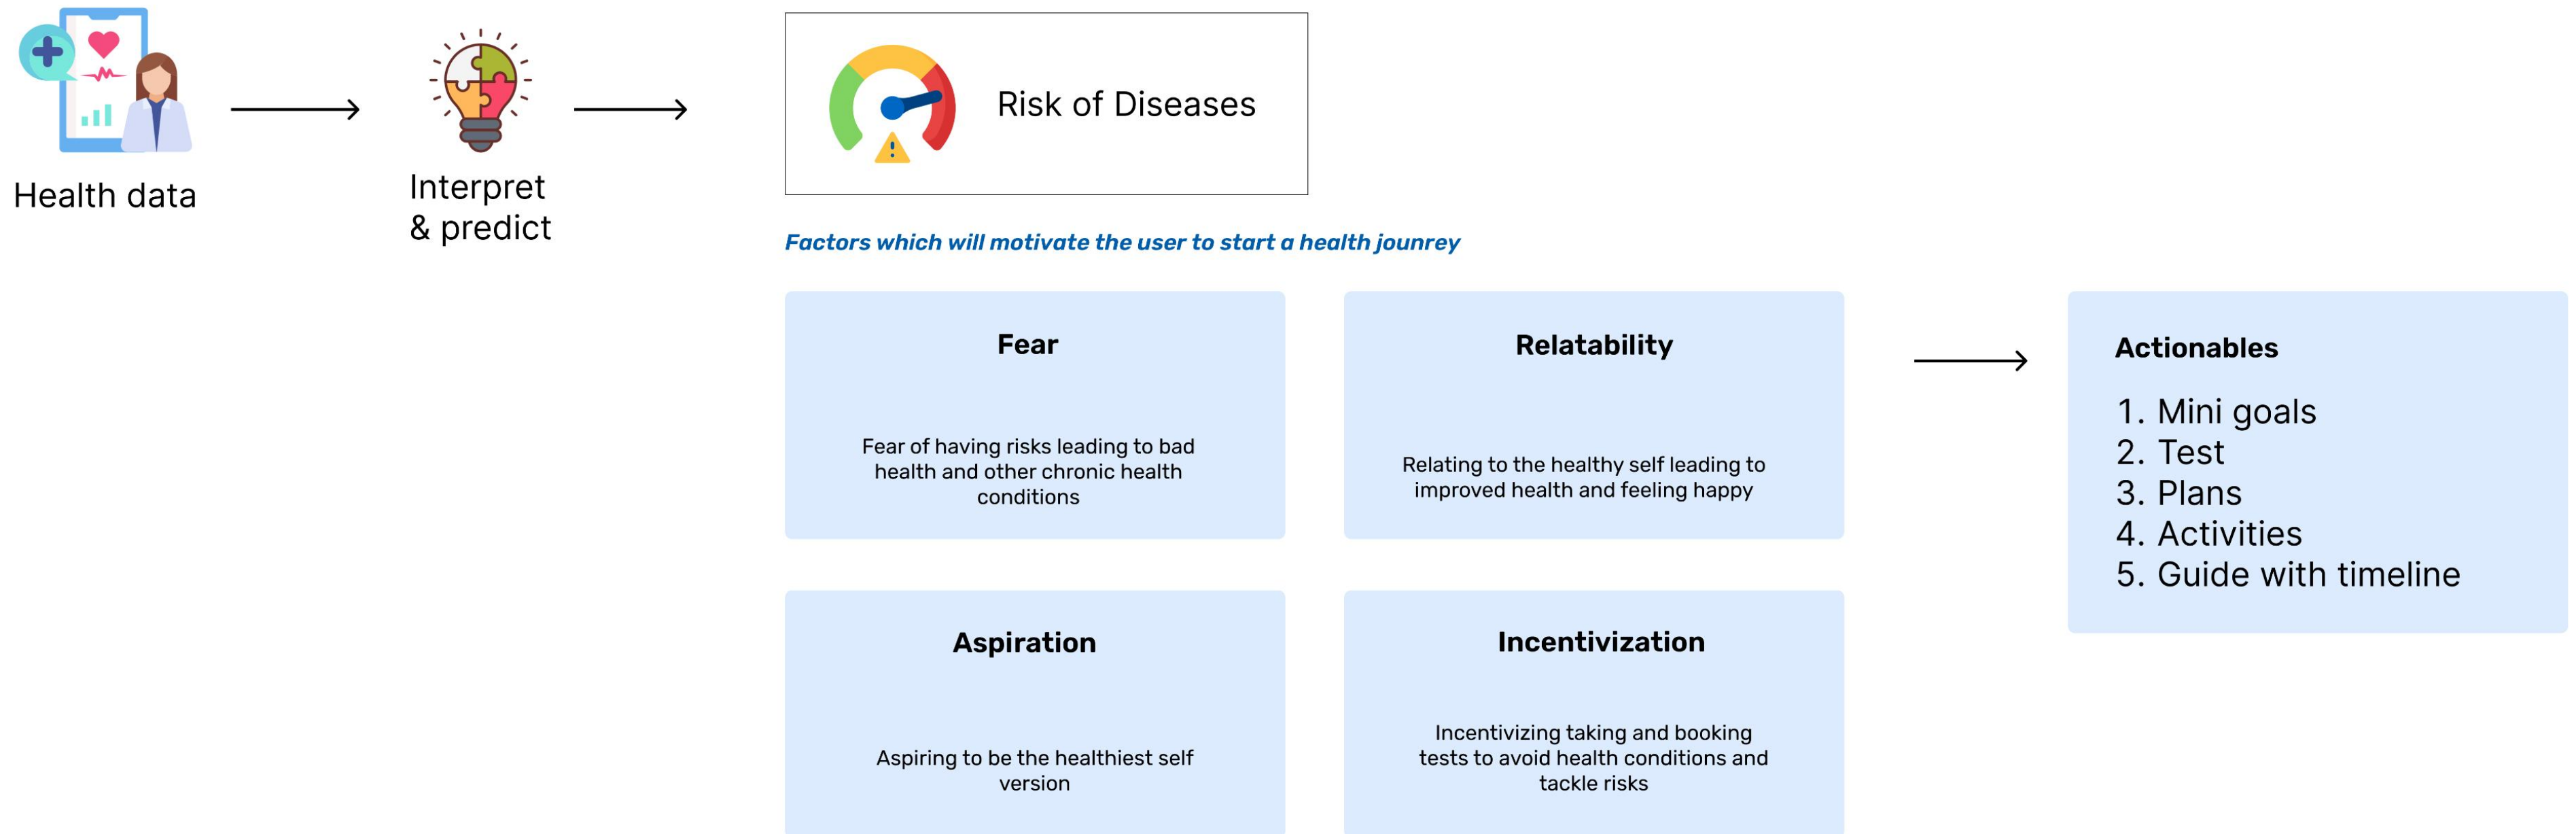 Health data
Interpret
& predict
Risk of Diseases
Factors which will motivate the user to start a health jounrey
Fear
Fear of having risks leading to bad
health and other chronic health
conditions
Relatability
Relating to the healthy self leading to
improved health and feeling happy
Aspiration
Aspiring to be the healthiest self
version
Incentivization
Incentivizing taking and booking
tests to avoid health conditions and
tackle risks
Actionables
1. Mini goals
2. Test
3. Plans
4. Activities
5. Guide with timeline